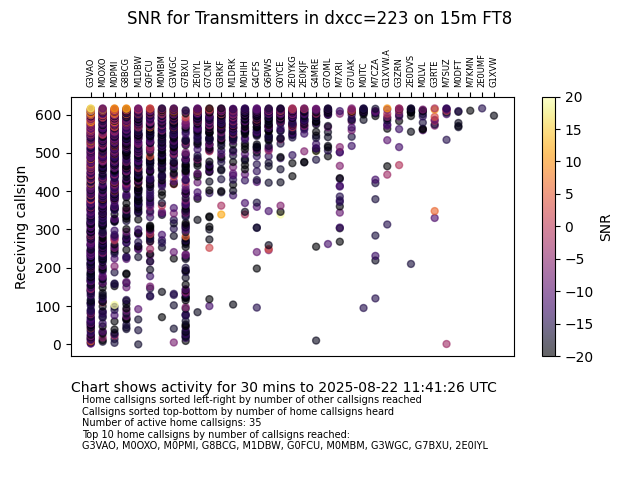 SNR for Transmitters in dxcc=223 on 15m FT8
G3VAO M0OXO M0PMI G8BCG M1DBW G0FCU M0MBM G3WGC G7BXU 2E0IYL G7CNF G3RKF M1DRK M0HIH G4CFS G6PWS G0YCE 2E0YKG 2E0KJF G4MRE G7OML M7XRI G7UAK M0ITC M7CZA G1XVW.A G3ZRN 2E0DVS M0LVL G3RTE M7SUZ M0DFT M7KMN 2E0UMF G1XVW
600
500
400
300
200
100
0
Receiving callsign
20
15
10
5
0
−5
−10
−15
−20
SNR
Chart shows activity for 30 mins to 2025-08-22 11:41:26 UTC
Home callsigns sorted left-right by number of other callsigns reached
Callsigns sorted top-bottom by number of home callsigns heard
Number of active home callsigns: 35
Top 10 home callsigns by number of callsigns reached:
G3VAO, M0OXO, M0PMI, G8BCG, M1DBW, G0FCU, M0MBM, G3WGC, G7BXU, 2E0IYL